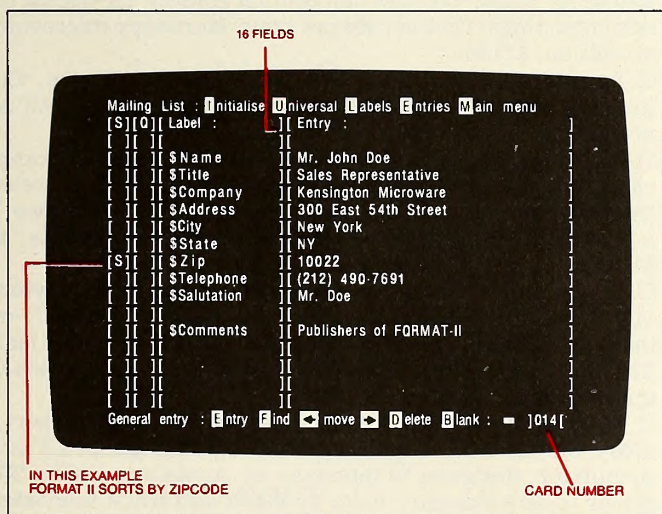 16 FIELDS
Mailing List : Initialise Universal Labels Entries Main menu
[S][Q][ Label : ][ Entry : ]
[ ][ ][ ][ ]
[ ][ ][ $Name ][ Mr. John Doe ]
[ ][ ][ $Title ][ Sales Representative ]
[ ][ ][ $Company ][ Kensington Microware ]
[ ][ ][ $Address ][ 300 East 54th Street ]
[ ][ ][ $City ][ New York ]
[ ][ ][ $State ][ NY ]
[S][ ][ $Zip ][ 10022 ]
[ ][ ][ $Telephone ][ (212) 490-7691 ]
[ ][ ][ $Salutation ][ Mr. Doe ]
[ ][ ][ ][ ]
[ ][ ][ $Comments ][ Publishers of FORMAT-II ]
[ ][ ][ ][ ]
[ ][ ][ ][ ]
[ ][ ][ ][ ]
[ ][ ][ ][ ]
General entry : Entry Find move Delete Blank : ]014[
IN THIS EXAMPLE
FORMAT II SORTS BY ZIPCODE
CARD NUMBER